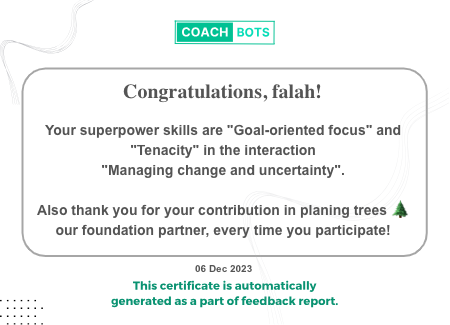 COACH BOTS
Congratulations, falah!
Your superpower skills are "Goal-oriented focus" and
"Tenacity" in the interaction
"Managing change and uncertainty".
Also thank you for your contribution in planing trees 🌲
our foundation partner, every time you participate!
06 Dec 2023
This certificate is automatically
generated as a part of feedback report.